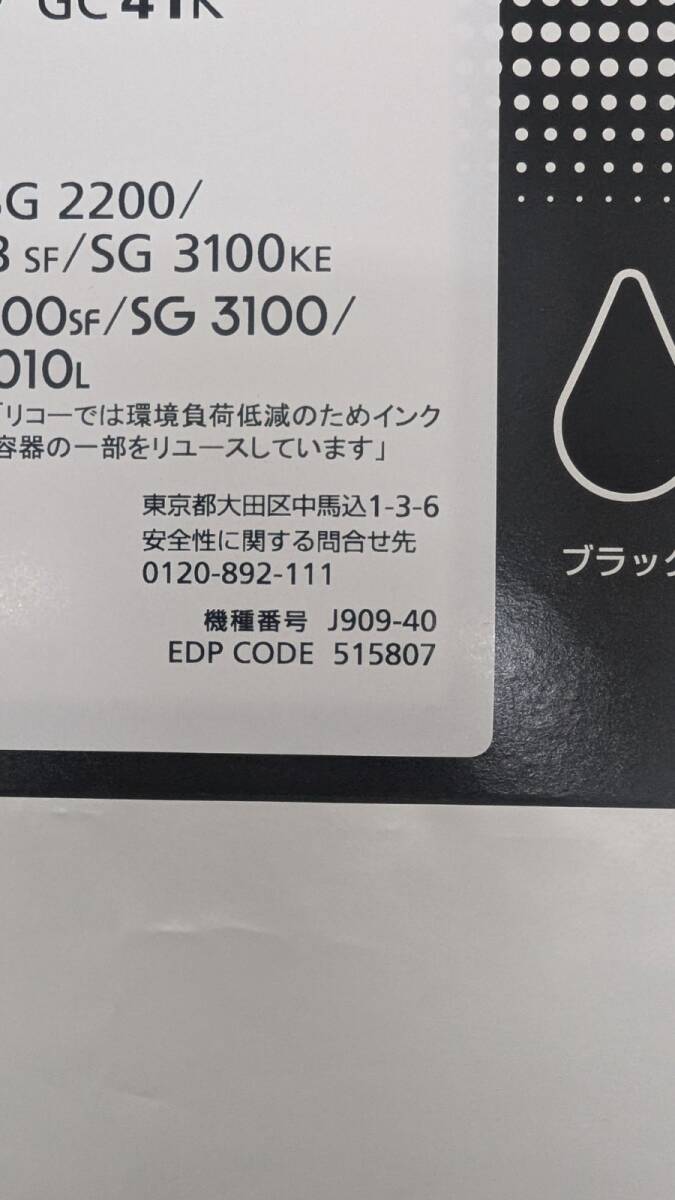 GC 41K
SG 2200/
SF/SG 3100KE
00SF/SG 3100/
010L
「リコーでは環境負荷低減のためインク
容器の一部をリユースしています」
東京都大田区中馬込1-3-6
安全性に関する問合せ先
0120-892-111
機種番号 J909-40
EDP CODE 515807
ブラック